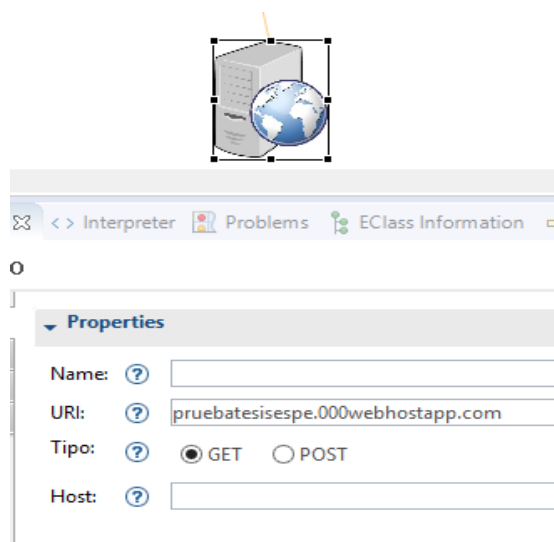 Interpreter Problems EClass Information
o
Properties
Name:
URI: pruebatesisespe.000webhostapp.com
Tipo: GET POST
Host: